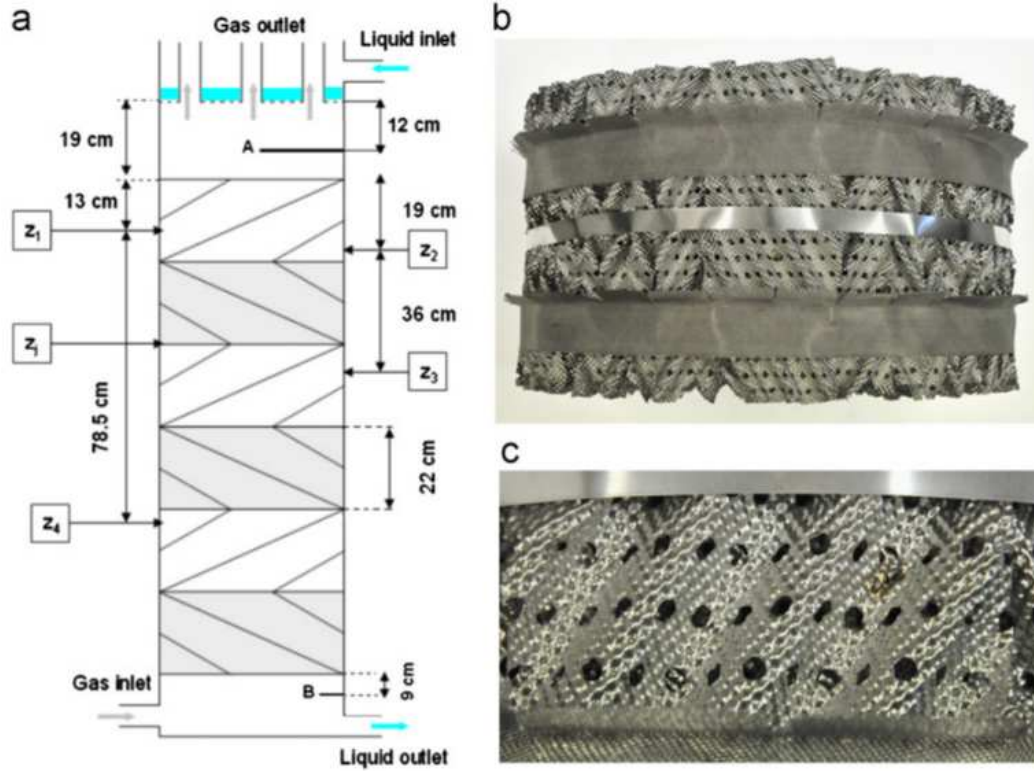 a
Gas outlet
Liquid inlet
19 cm
12 cm
A
13 cm
19 cm
z1
z2
36 cm
zj
z3
78.5 cm
22 cm
z4
Gas inlet
B
9 cm
Liquid outlet
b
c